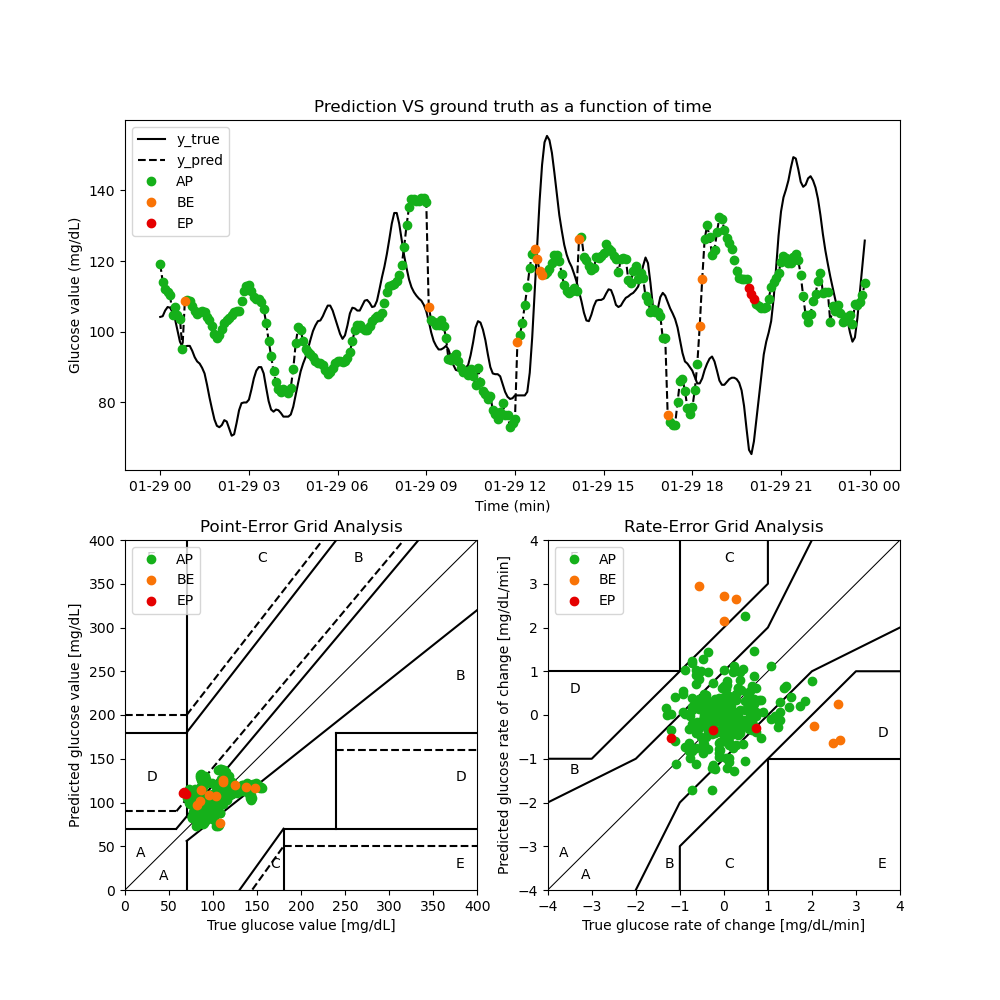 Prediction VS ground truth as a function of time
y_true
y_pred
AP
BE
EP
Glucose value (mg/dL)
140
120
100
80
01-29 00 01-29 03 01-29 06 01-29 09 01-29 12 01-29 15 01-29 18 01-29 21 01-30 00
Time (min)
Point-Error Grid Analysis
Predicted glucose value [mg/dL]
400
350
300
250
200
150
100
50
0
AP
BE
EP
C
B
B
D
D
A
A
C
E
0 50 100 150 200 250 300 350 400
True glucose value [mg/dL]
Rate-Error Grid Analysis
Predicted glucose rate of change [mg/dL/min]
4
3
2
1
0
−1
−2
−3
−4
AP
BE
EP
C
D
D
B
A
A
B
C
E
−4 −3 −2 −1 0 1 2 3 4
True glucose rate of change [mg/dL/min]